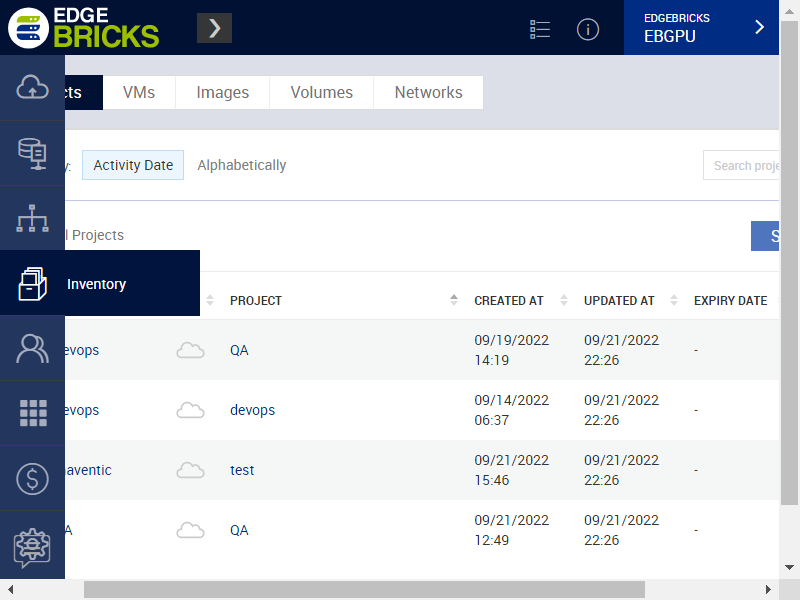 EDGE
BRICKS
EDGEBRICKS
EBGPU
cts
VMs
Images
Volumes
Networks
y:
Activity Date
Alphabetically
Search proje
l Projects
S
Inventory
PROJECT
CREATED AT
UPDATED AT
EXPIRY DATE
evops
QA
09/19/2022
14:19
09/21/2022
22:26
-
evops
devops
09/14/2022
06:37
09/21/2022
22:26
-
aventic
test
09/21/2022
15:46
09/21/2022
22:26
-
A
QA
09/21/2022
12:49
09/21/2022
22:26
-